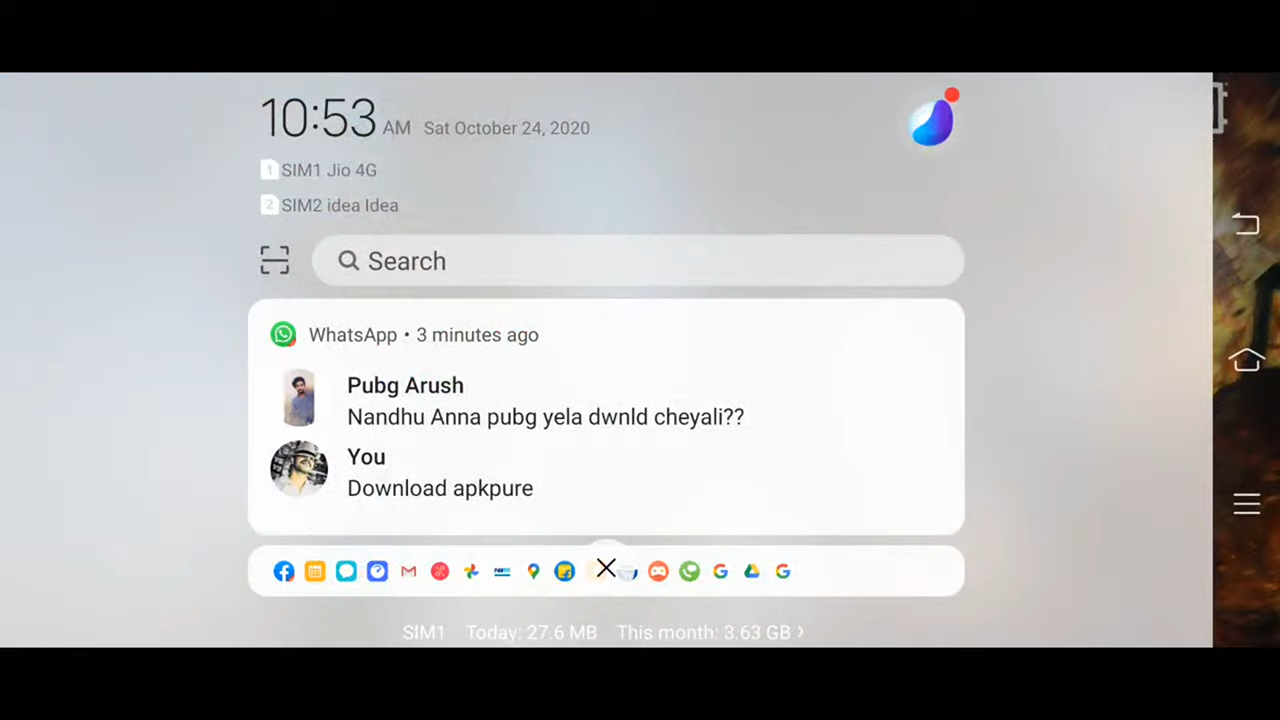 10:53 AM Sat October 24, 2020
1 SIM1 Jio 4G
2 SIM2 idea Idea
Search
WhatsApp • 3 minutes ago
Pubg Arush
Nandhu Anna pubg yela dwnld cheyali??
You
Download apkpure
SIM1 Today: 27.6 MB This month: 3.63 GB >